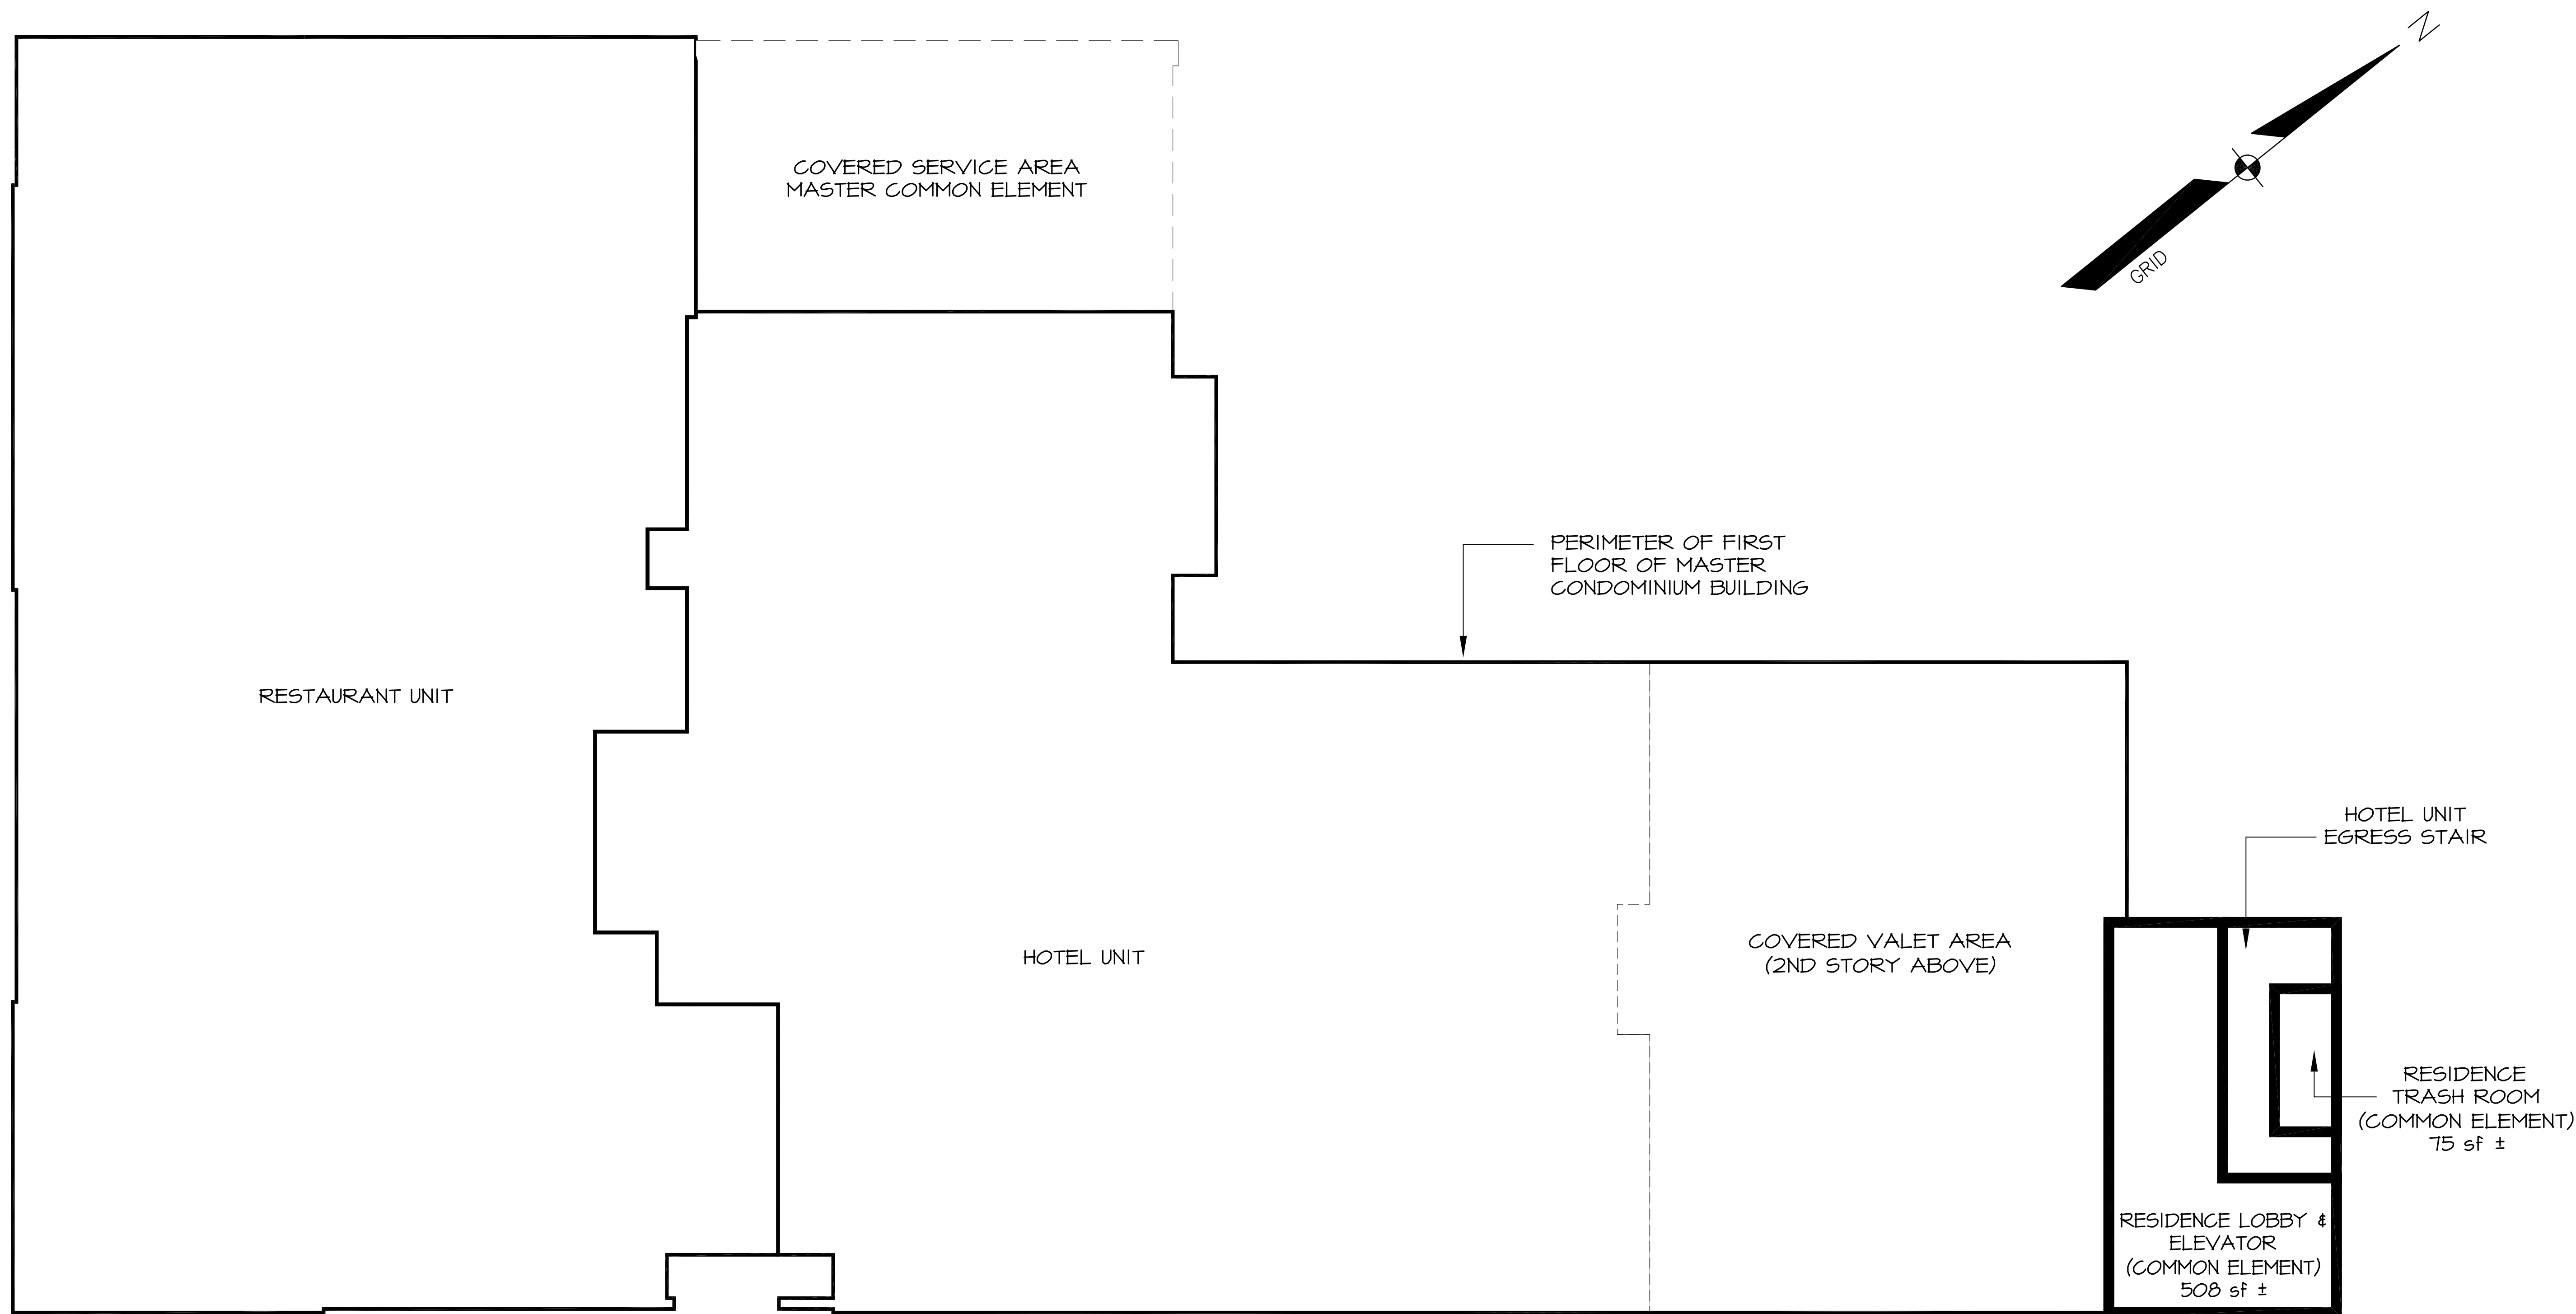 N
GRID
COVERED SERVICE AREA
MASTER COMMON ELEMENT
PERIMETER OF FIRST
FLOOR OF MASTER
CONDOMINIUM BUILDING
RESTAURANT UNIT
HOTEL UNIT
EGRESS STAIR
COVERED VALET AREA
(2ND STORY ABOVE)
HOTEL UNIT
RESIDENCE
TRASH ROOM
(COMMON ELEMENT)
75 sf ±
RESIDENCE LOBBY &
ELEVATOR
(COMMON ELEMENT)
508 sf ±